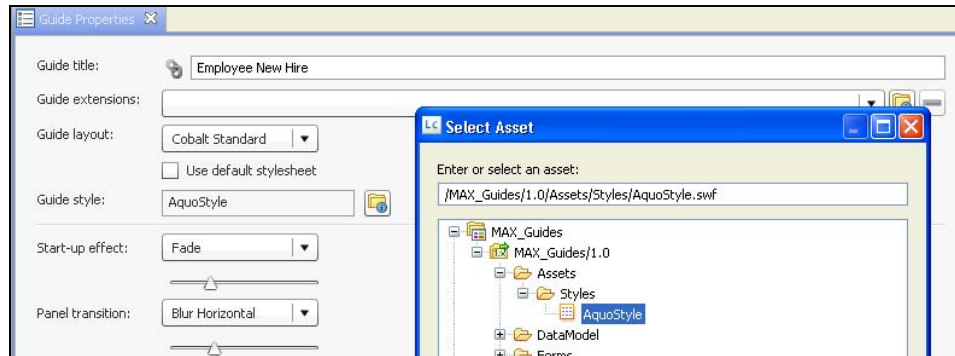 Guide Properties
Guide title:
Employee New Hire
Guide extensions:
Guide layout:
Cobalt Standard
Use default stylesheet
Guide style:
AquoStyle
Start-up effect:
Fade
Panel transition:
Blur Horizontal
LC Select Asset
Enter or select an asset:
/MAX_Guides/1.0/Assets/Styles/AquoStyle.swf
MAX_Guides
MAX_Guides/1.0
Assets
Styles
AquoStyle
DataModel
Forms